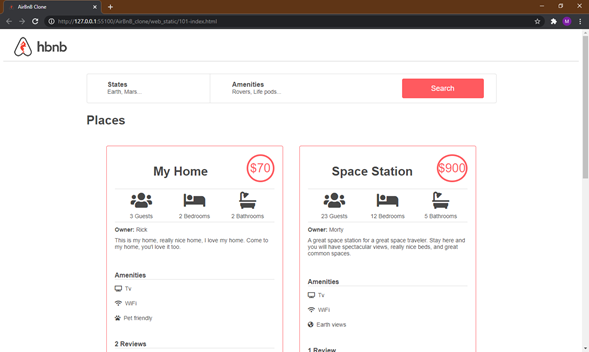 AirBnB Clone
http://127.0.0.1:55100/AirBnB_clone/web_static/101-index.html
M
hbnb
States
Earth, Mars...
Amenities
Rovers, Life pods...
Search
Places
My Home
$70
3 Guests
2 Bedrooms
2 Bathrooms
Owner: Rick
This is my home, really nice home, I love my home. Come to
my home, you'll love it too.
Amenities
Tv
WiFi
Pet friendly
2 Reviews
Space Station
$900
23 Guests
12 Bedrooms
5 Bathrooms
Owner: Morty
A great space station for a great space traveler. Stay here and
you will have spectacular views, really nice beds, and great
common spaces.
Amenities
Tv
WiFi
Earth views
1 Review